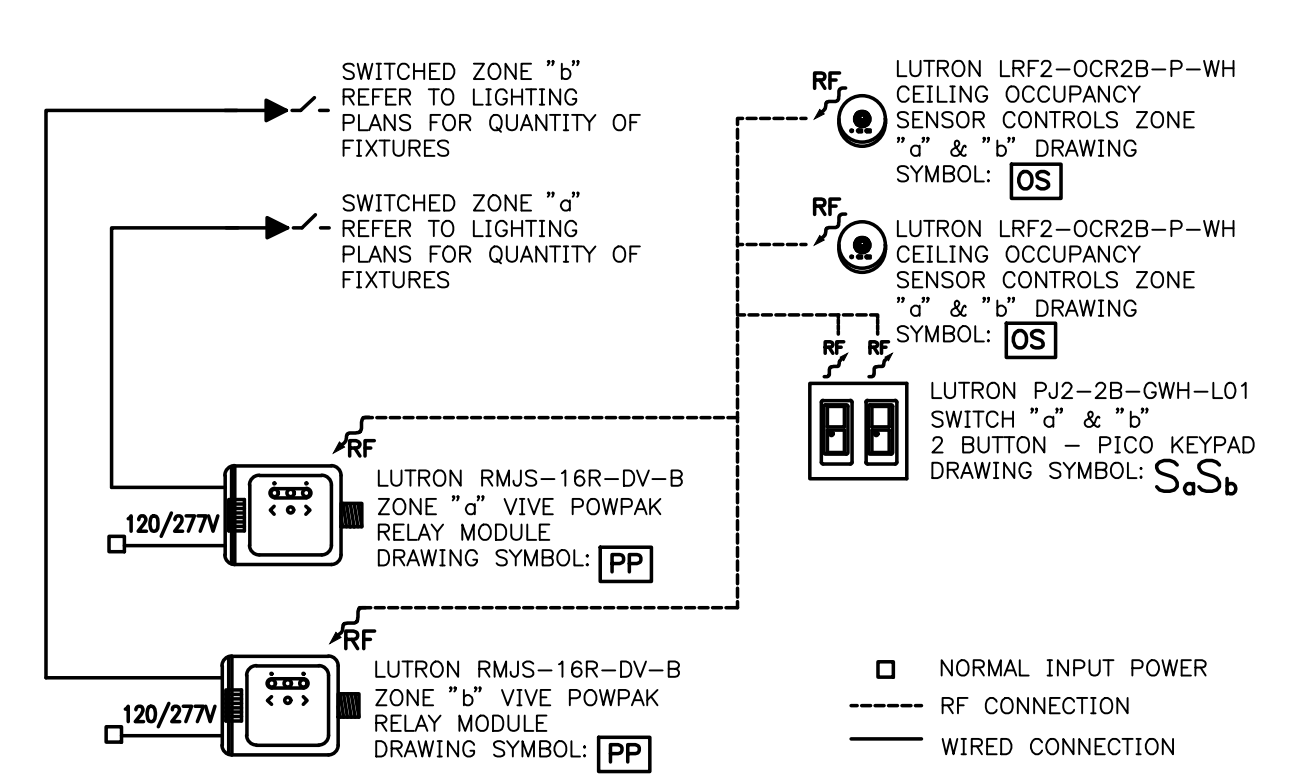 SWITCHED ZONE "b"
REFER TO LIGHTING
PLANS FOR QUANTITY OF
FIXTURES
SWITCHED ZONE "a"
REFER TO LIGHTING
PLANS FOR QUANTITY OF
FIXTURES
RF
LUTRON LRF2-OCR2B-P-WH
CEILING OCCUPANCY
SENSOR CONTROLS ZONE
"a" & "b" DRAWING
SYMBOL: OS
RF
LUTRON LRF2-OCR2B-P-WH
CEILING OCCUPANCY
SENSOR CONTROLS ZONE
"a" & "b" DRAWING
SYMBOL: OS
RF RF
LUTRON PJ2-2B-GWH-L01
SWITCH "a" & "b"
2 BUTTON - PICO KEYPAD
DRAWING SYMBOL: SaSb
RF
120/277V
LUTRON RMJS-16R-DV-B
ZONE "a" VIVE POWPAK
RELAY MODULE
DRAWING SYMBOL: PP
RF
120/277V
LUTRON RMJS-16R-DV-B
ZONE "b" VIVE POWPAK
RELAY MODULE
DRAWING SYMBOL: PP
NORMAL INPUT POWER
RF CONNECTION
WIRED CONNECTION